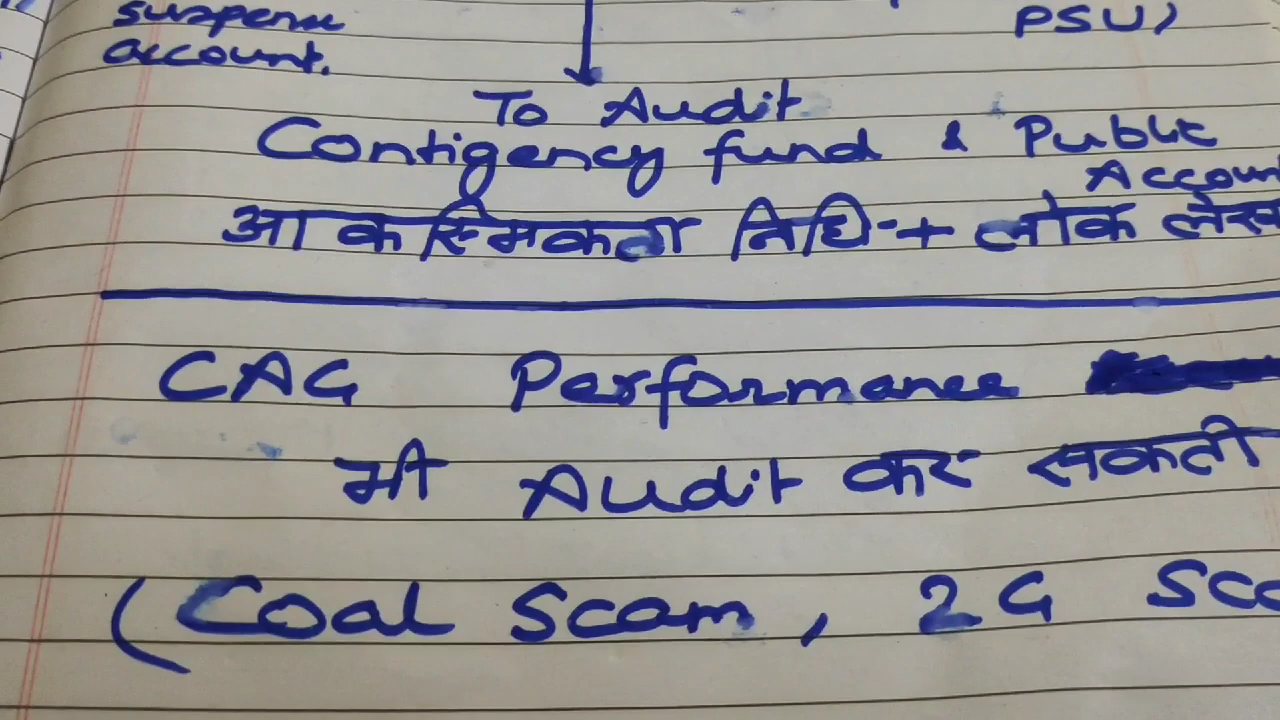 suspense PSU)
account.
To Audit
Contigency fund & Public
Accoun
आकस्मिकता निधि + लोक लेख
CAG Performance
भी Audit कर सकती
(Coal Scam, 2G Sca